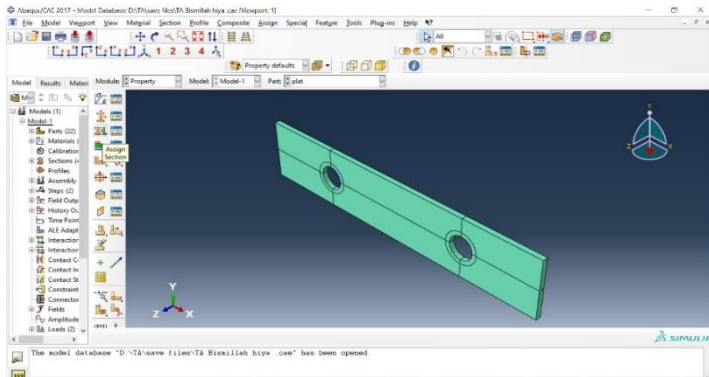 Abaqus/CAE 2017 - Model Database: D:\TA\save files\TA Bismillah hiya .cae [Viewport: 1]
File Model Viewport View Material Section Profile Composite Assign Special Feature Tools Plug-ins Help
All
1 2 3 4
Property defaults
Model Results Mater Module: Property Model: Model-1 Part: plat
Models (1)
Model-1
Parts (22)
Materials (
Calibration
Sections (4
Profiles
Assembly
Steps (2)
Field Outp
History Ou
Time Point
ALE Adapt
Interaction
Interaction
Contact C
Contact In
Contact St
Constraint
Connector
Fields
Amplitude
Loads (2)
Assign
Section
Y
Z
X
Y
Z
X
SIMULIA
The model database "D:\TA\save files\TA Bismillah hiya .cae" has been opened.